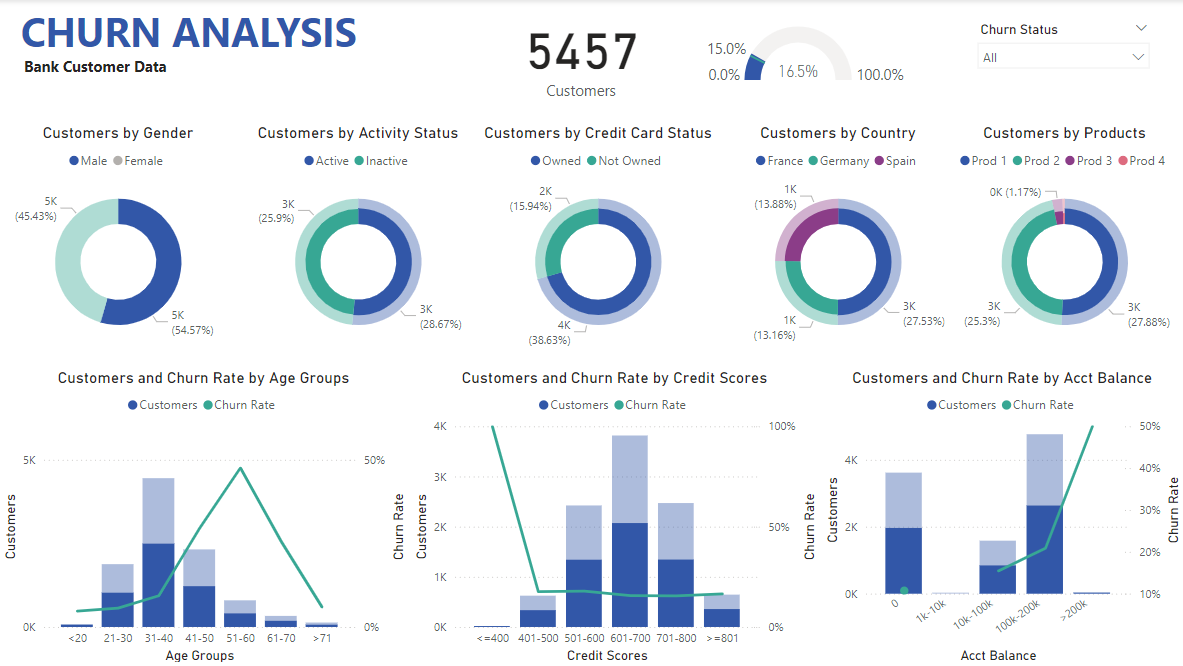 CHURN ANALYSIS
Bank Customer Data
5457
Customers
15.0%
0.0%
16.5%
100.0%
Churn Status
All
Customers by Gender
Male Female
5K
(45.43%)
5K
(54.57%)
Customers by Activity Status
Active Inactive
3K
(25.9%)
3K
(28.67%)
Customers by Credit Card Status
Owned Not Owned
2K
(15.94%)
4K
(38.63%)
Customers by Country
France Germany Spain
1K
(13.88%)
1K
(13.16%)
3K
(27.53%)
Customers by Products
Prod 1 Prod 2 Prod 3 Prod 4
0K (1.17%)
3K
(25.3%)
3K
(27.88%)
Customers and Churn Rate by Age Groups
Customers Churn Rate
5K
0K
50%
0%
Customers
Churn Rate
<20 21-30 31-40 41-50 51-60 61-70 >71
Age Groups
Customers and Churn Rate by Credit Scores
Customers Churn Rate
4K
3K
2K
1K
0K
100%
50%
0%
Customers
Churn Rate
<=400 401-500 501-600 601-700 701-800 >=801
Credit Scores
Customers and Churn Rate by Acct Balance
Customers Churn Rate
4K
2K
0K
50%
40%
30%
20%
10%
Customers
Churn Rate
0 1k-10k 10k-100k 100k-200k >200k
Acct Balance